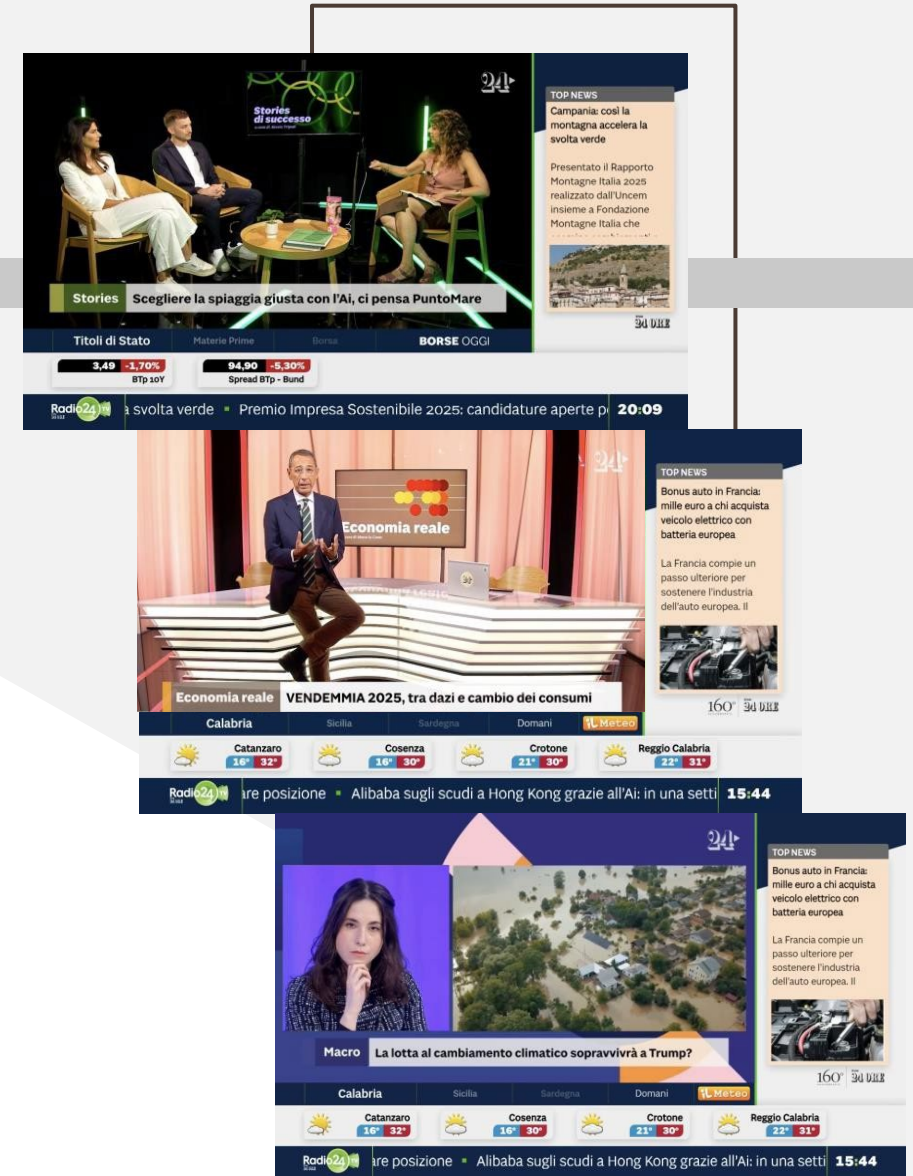 24
Stories
di successo
TOP NEWS
Campania: così la
montagna accelera la
svolta verde
Presentato il Rapporto
Montagne Italia 2025
realizzato dall'Uncem
insieme a Fondazione
Montagne Italia che
24 ORE
Stories Scegliere la spiaggia giusta con l'Ai, ci pensa PuntoMare
Titoli di Stato Materie Prime Borsa BORSE OGGI
3,49 -1,70% 94,90 -5,30%
BTp 10Y Spread BTp - Bund
Radio24 TV a svolta verde • Premio Impresa Sostenibile 2025: candidature aperte 20:09
24
Economia reale
TOP NEWS
Bonus auto in Francia:
mille euro a chi acquista
veicolo elettrico con
batteria europea
La Francia compie un
passo ulteriore per
sostenere l'industria
dell'auto europea. Il
160° 24 ORE
Economia reale VENDEMMIA 2025, tra dazi e cambio dei consumi
Calabria Sicilia Sardegna Domani iL Meteo
Catanzaro Cosenza Crotone Reggio Calabria
16° 32° 16° 30° 21° 30° 22° 31°
Radio24 TV are posizione • Alibaba sugli scudi a Hong Kong grazie all'Ai: in una setti 15:44
24
TOP NEWS
Bonus auto in Francia:
mille euro a chi acquista
veicolo elettrico con
batteria europea
La Francia compie un
passo ulteriore per
sostenere l'industria
dell'auto europea. Il
160° 24 ORE
Macro La lotta al cambiamento climatico sopravvivrà a Trump?
Calabria Sicilia Sardegna Domani iL Meteo
Catanzaro Cosenza Crotone Reggio Calabria
16° 32° 16° 30° 21° 30° 22° 31°
Radio24 TV are posizione • Alibaba sugli scudi a Hong Kong grazie all'Ai: in una setti 15:44